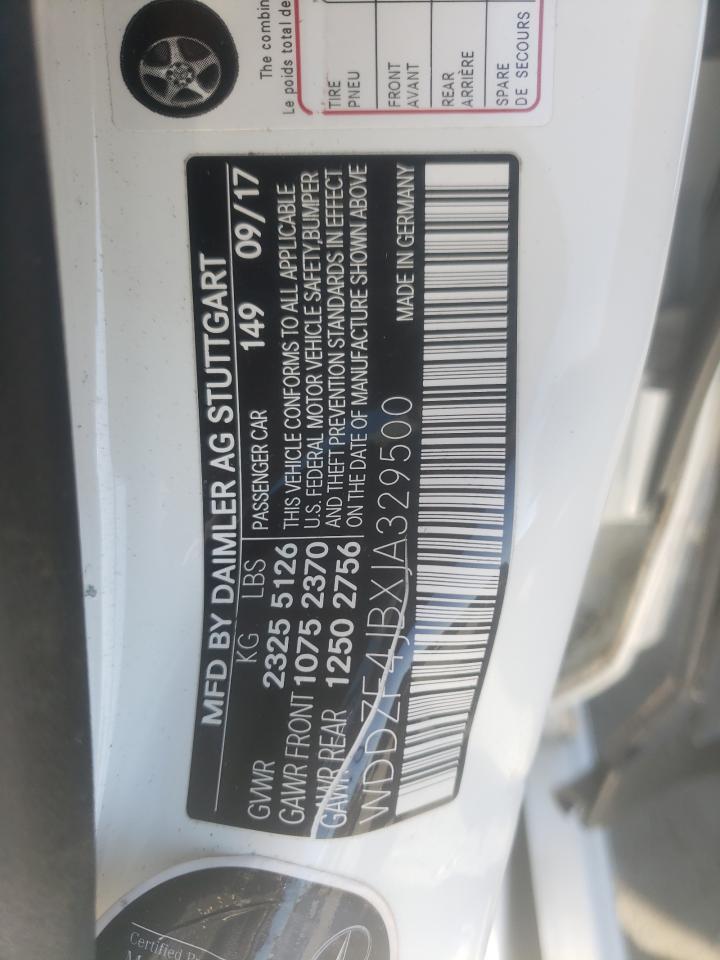 The combin
Le poids total de
TIRE
PNEU
FRONT
AVANT
REAR
ARRIÈRE
SPARE
DE SECOURS
MFD BY DAIMLER AG STUTTGART
KG LBS PASSENGER CAR 149 09/17
GVWR 2325 5126
GAWR FRONT 1075 2370
GAWR REAR 1250 2756
THIS VEHICLE CONFORMS TO ALL APPLICABLE
U.S. FEDERAL MOTOR VEHICLE SAFETY,BUMPER
AND THEFT PREVENTION STANDARDS IN EFFECT
ON THE DATE OF MANUFACTURE SHOWN ABOVE
WDDZF4JBXJA329500
MADE IN GERMANY
Certified